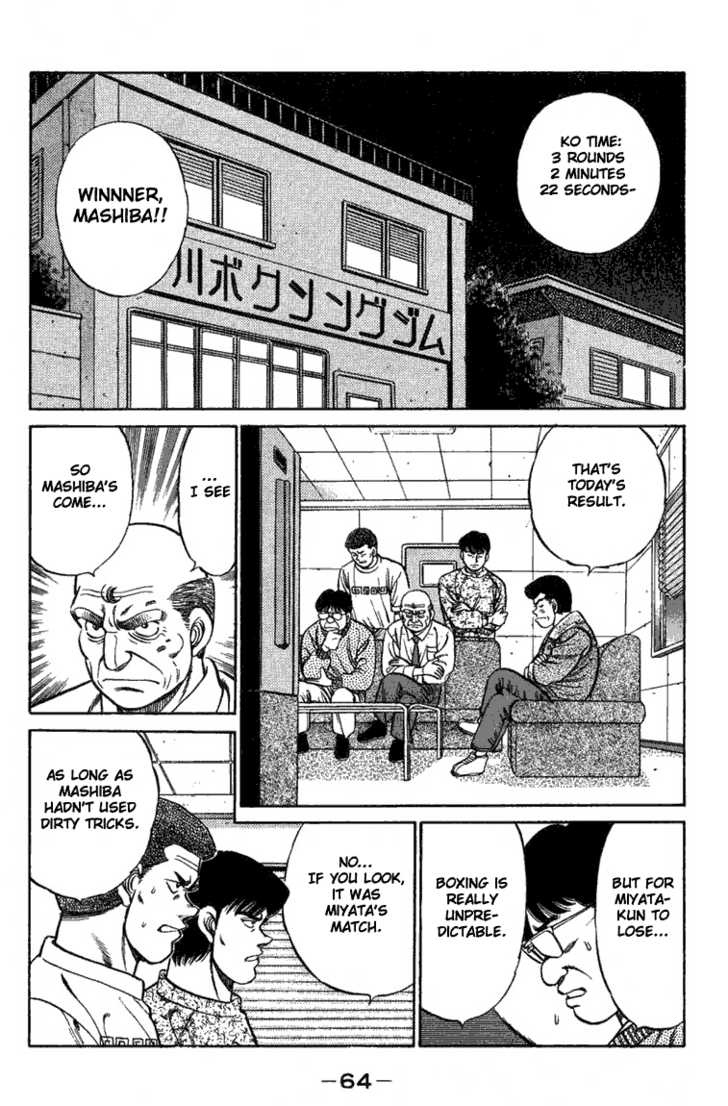 KO TIME:
3 ROUNDS
2 MINUTES
22 SECONDS-
WINNNER,
MASHIBA!!
川ボクシングジム
THAT'S
TODAY'S
RESULT.
...
I SEE
SO
MASHIBA'S
COME...
BUT FOR
MIYATA-
KUN TO
LOSE...
BOXING IS
REALLY
UNPRE-
DICTABLE.
NO...
IF YOU LOOK,
IT WAS
MIYATA'S
MATCH.
AS LONG AS
MASHIBA
HADN'T USED
DIRTY TRICKS.
— 64 —